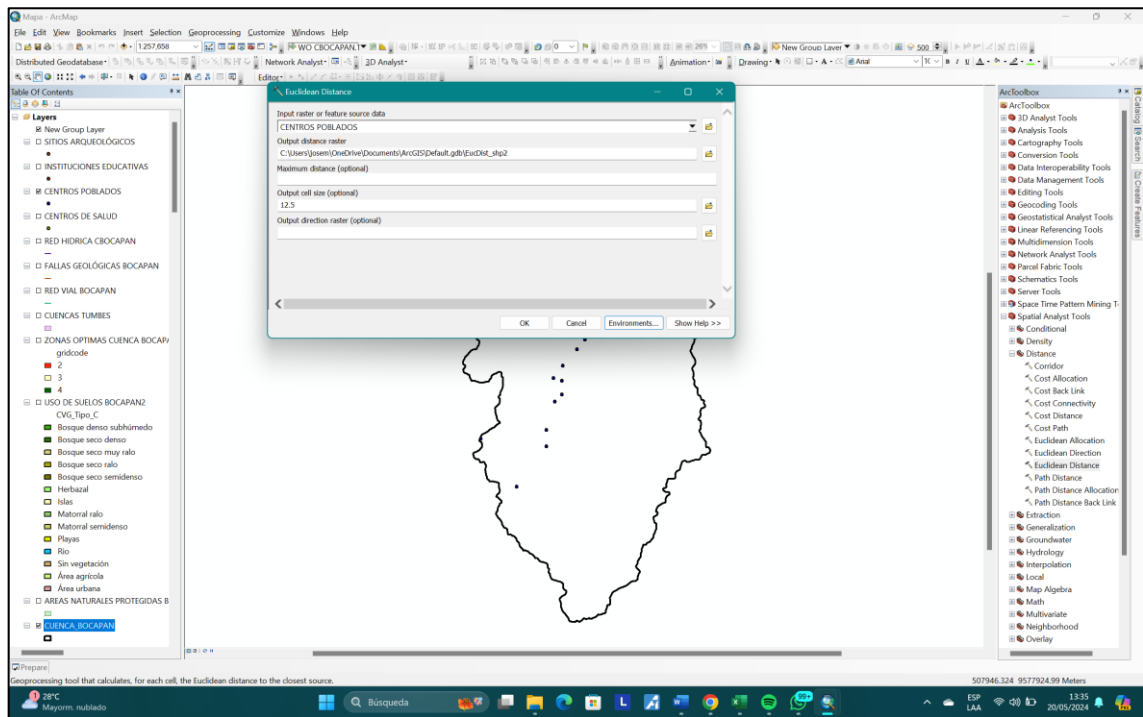 Mapa - ArcMap
File Edit View Bookmarks Insert Selection Geoprocessing Customize Windows Help
1:257,658
WO CBOCAPAN.)
New Group Layer
500
Distributed Geodatabase
Network Analyst
3D Analyst
Animation
Drawing
Arial
Editor
Table Of Contents
Layers
New Group Layer
SITIOS ARQUEOLÓGICOS
INSTITUCIONES EDUCATIVAS
CENTROS POBLADOS
CENTROS DE SALUD
RED HIDRICA CBOCAPAN
FALLAS GEOLÓGICAS BOCAPAN
RED VIAL BOCAPAN
CUENCAS TUMBES
ZONAS OPTIMAS CUENCA BOCAPA
gridcode
2
3
4
USO DE SUELOS BOCAPAN2
CVG_Tipo_C
Bosque denso subhúmedo
Bosque seco denso
Bosque seco muy ralo
Bosque seco ralo
Bosque seco semidenso
Herbazal
Islas
Matorral ralo
Matorral semidenso
Playas
Rio
Sin vegetación
Área agrícola
Área urbana
AREAS NATURALES PROTEGIDAS B
CUENCA_BOCAPAN
Euclidean Distance
Input raster or feature source data
CENTROS POBLADOS
Output distance raster
C:\Users\Josem\OneDrive\Documents\ArcGIS\Default.gdb\EucDist_shp2
Maximum distance (optional)
Output cell size (optional)
12.5
Output direction raster (optional)
OK Cancel Environments... Show Help >>
ArcToolbox
ArcToolbox
3D Analyst Tools
Analysis Tools
Cartography Tools
Conversion Tools
Data Interoperability Tools
Data Management Tools
Editing Tools
Geocoding Tools
Geostatistical Analyst Tools
Linear Referencing Tools
Multidimension Tools
Network Analyst Tools
Parcel Fabric Tools
Schematics Tools
Server Tools
Space Time Pattern Mining T
Spatial Analyst Tools
Conditional
Density
Distance
Corridor
Cost Allocation
Cost Back Link
Cost Connectivity
Cost Distance
Cost Path
Euclidean Allocation
Euclidean Direction
Euclidean Distance
Path Distance
Path Distance Allocation
Path Distance Back Link
Extraction
Generalization
Groundwater
Hydrology
Interpolation
Local
Map Algebra
Math
Multivariate
Neighborhood
Overlay
Catalog
Search
Create Features
Prepare
Geoprocessing tool that calculates, for each cell, the Euclidean distance to the closest source.
507946.324 9577924.99 Meters
1
28°C
Mayorm. nublado
Búsqueda
L
99+
ESP
LAA
13:35
20/05/2024